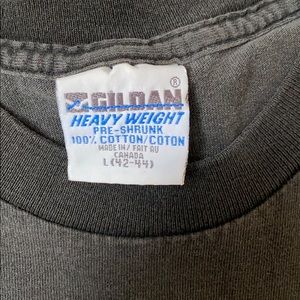 GILDAN ®
HEAVY WEIGHT
PRE-SHRUNK
100% COTTON/COTON
MADE IN/FAIT AU
CANADA
L (42-44)